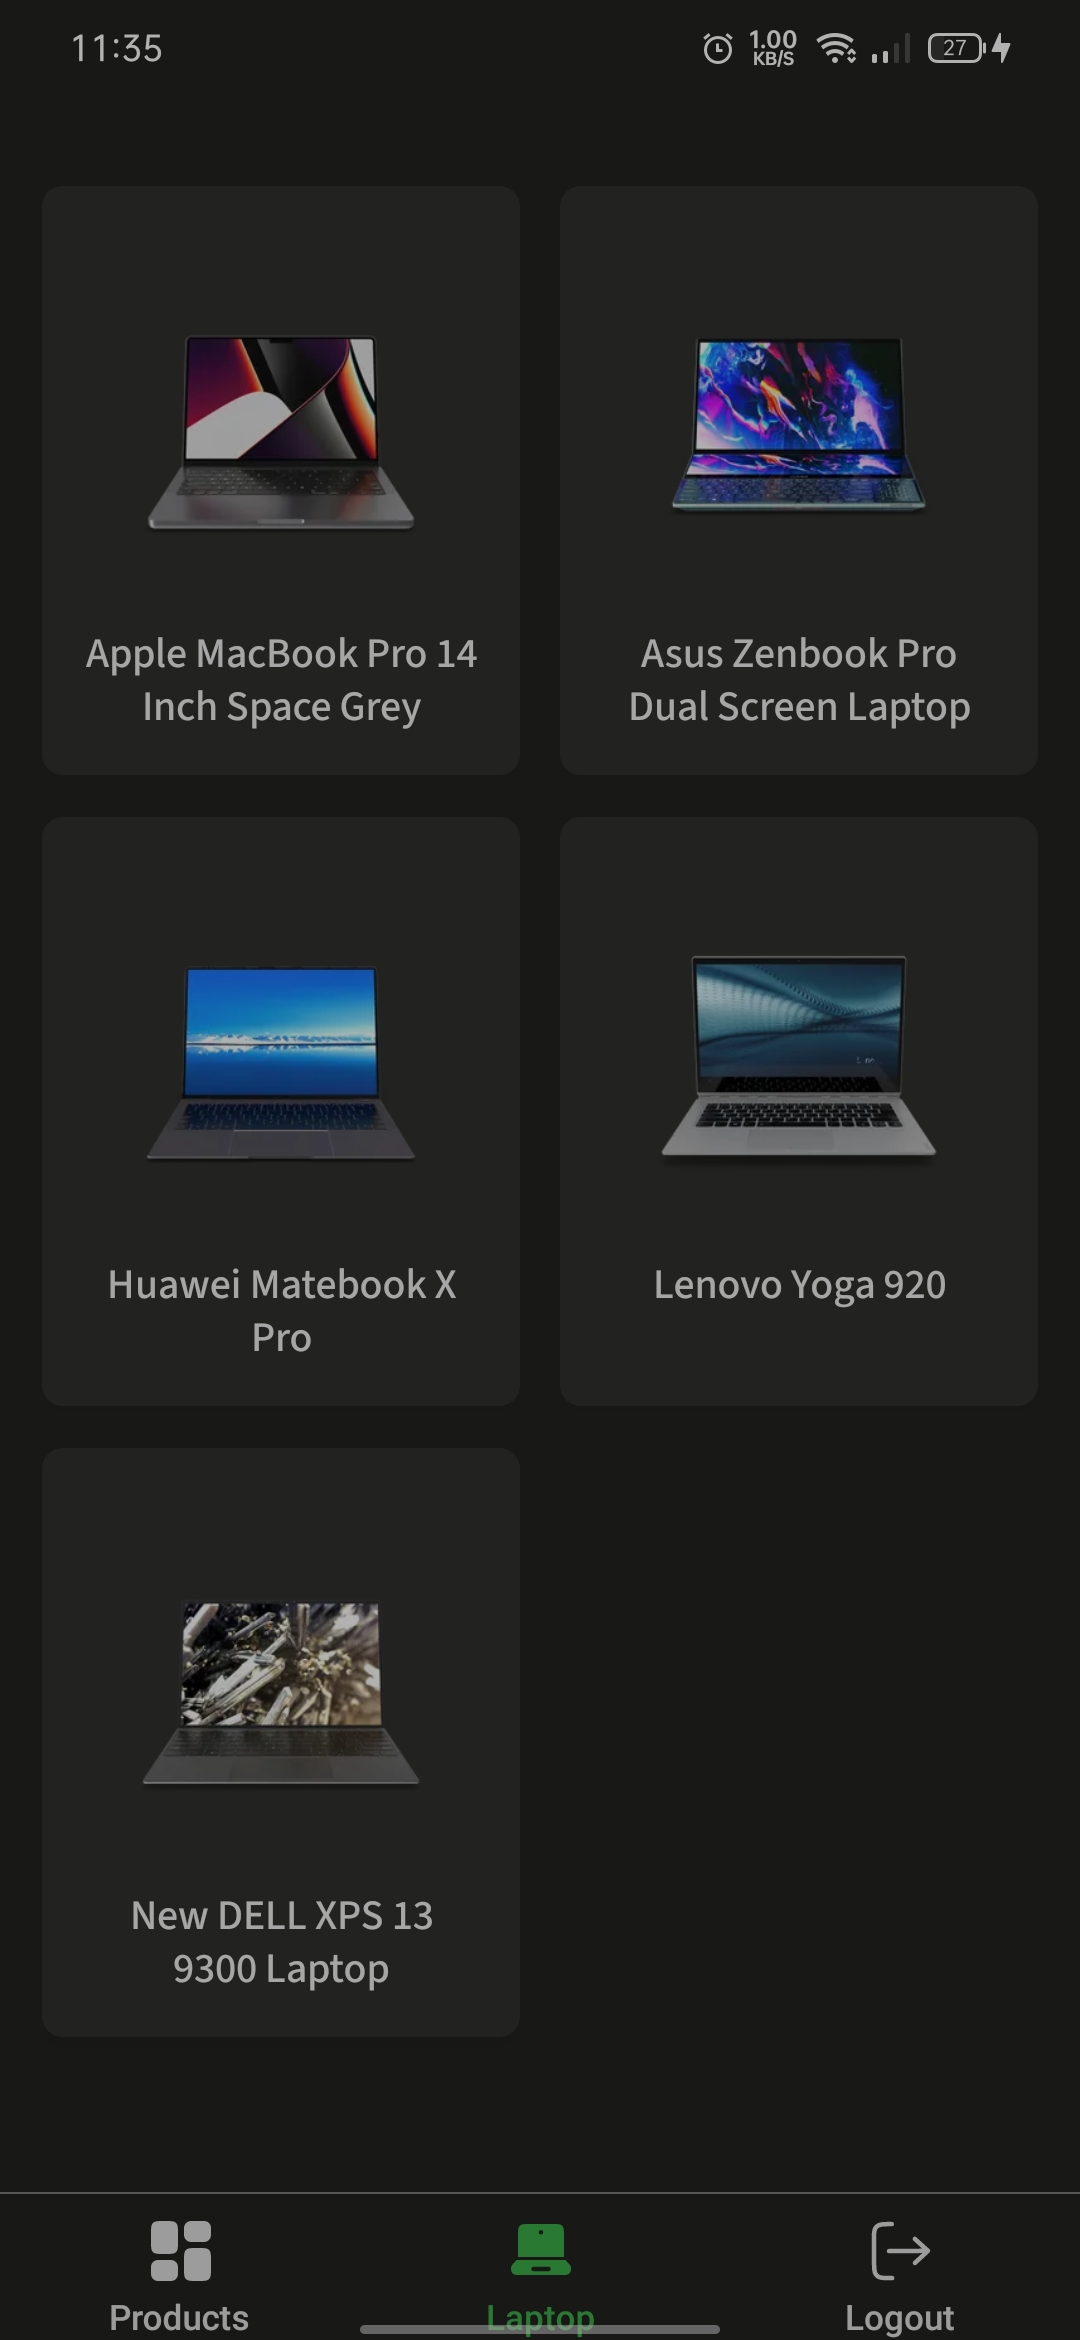 11:35
1.00
KB/S
27
Apple MacBook Pro 14
Inch Space Grey
Asus Zenbook Pro
Dual Screen Laptop
Huawei Matebook X
Pro
Lenovo Yoga 920
New DELL XPS 13
9300 Laptop
Products
Laptop
Logout